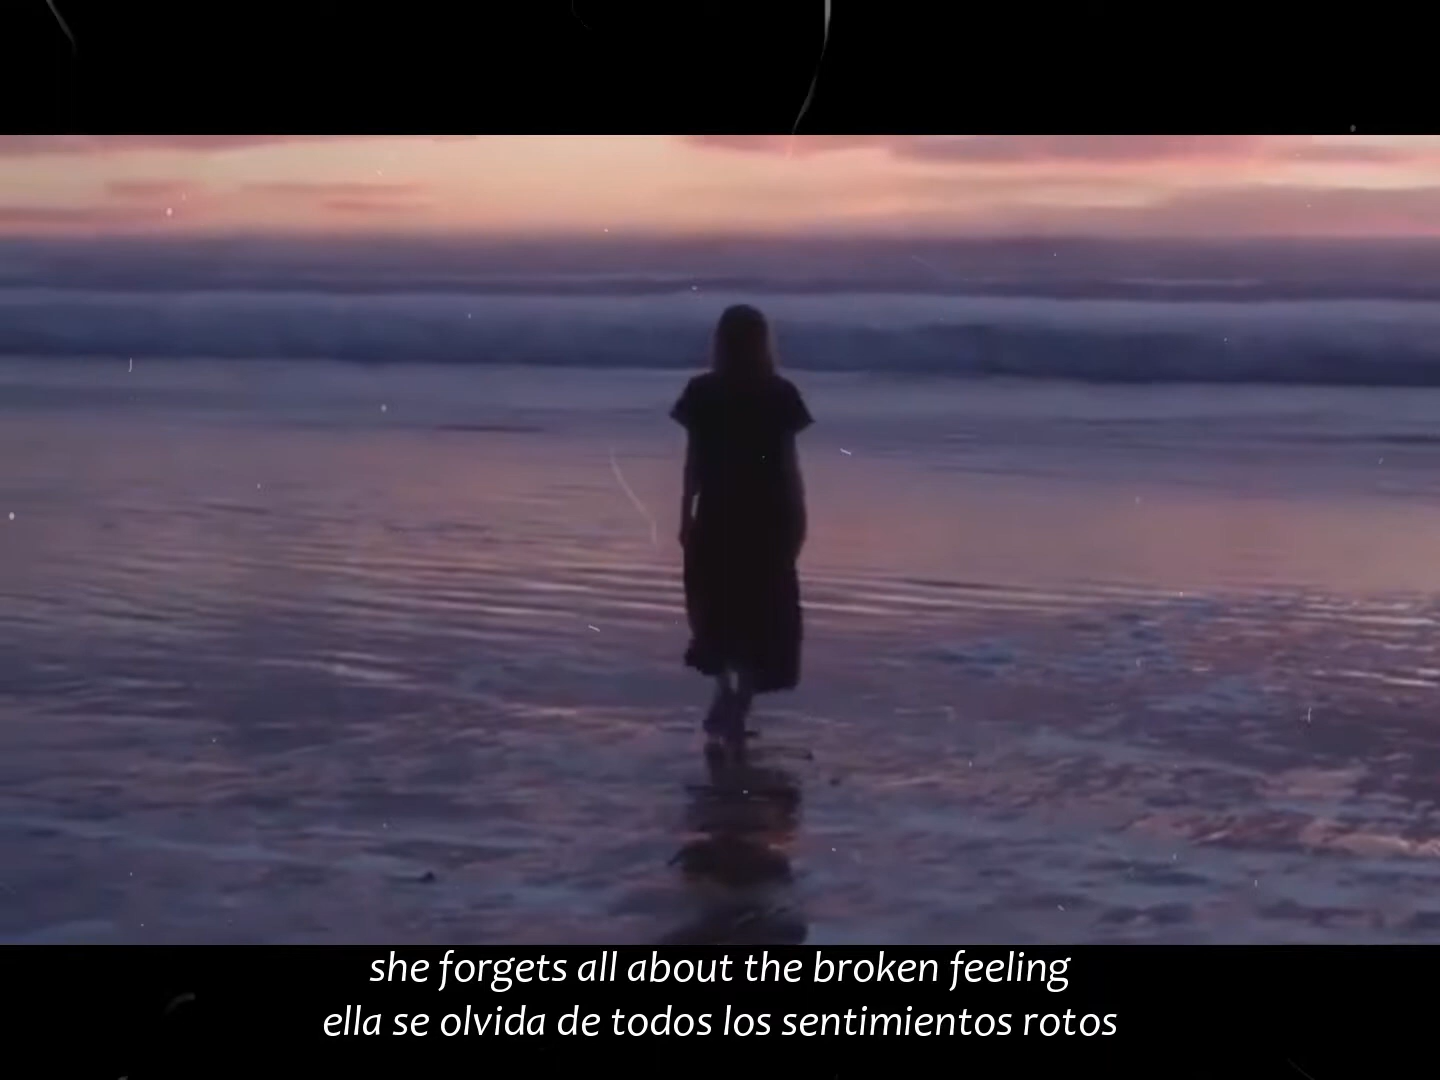 she forgets all about the broken feeling
ella se olvida de todos los sentimientos rotos